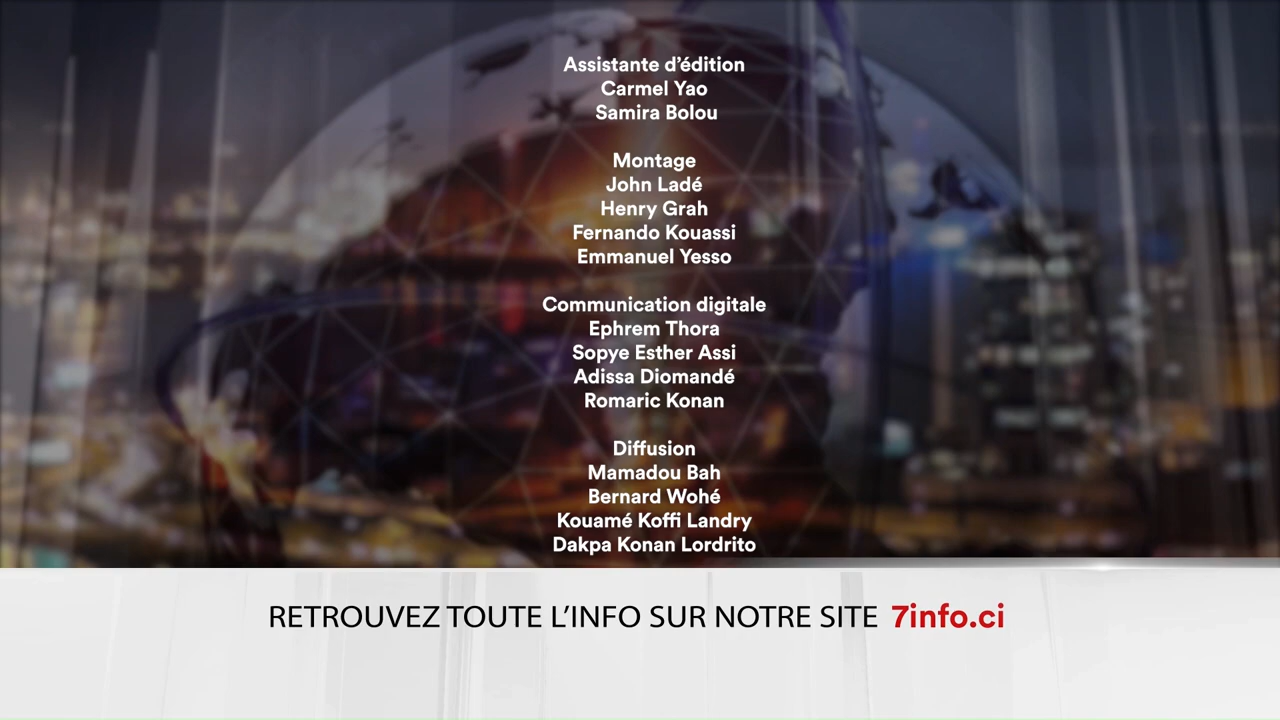 Assistante d’édition
Carmel Yao
Samira Bolou
Montage
John Ladé
Henry Grah
Fernando Kouassi
Emmanuel Yesso
Communication digitale
Ephrem Thora
Sopye Esther Assi
Adissa Diomandé
Romaric Konan
Diffusion
Mamadou Bah
Bernard Wohé
Kouamé Koffi Landry
Dakpa Konan Lordrito
RETROUVEZ TOUTE L’INFO SUR NOTRE SITE 7info.ci